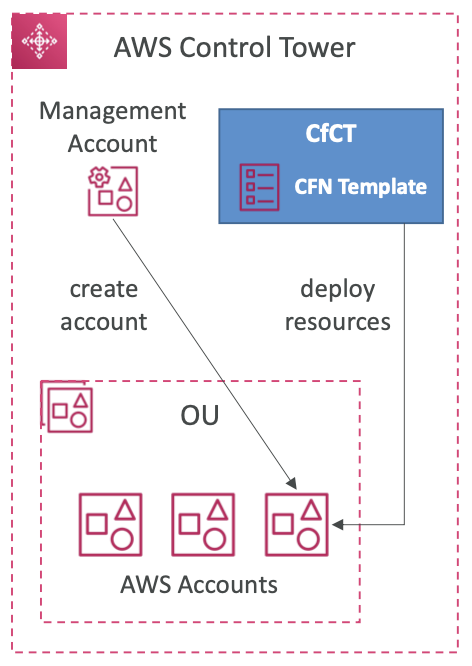 AWS Control Tower
Management
Account
CfCT
CFN Template
create
account
deploy
resources
OU
AWS Accounts